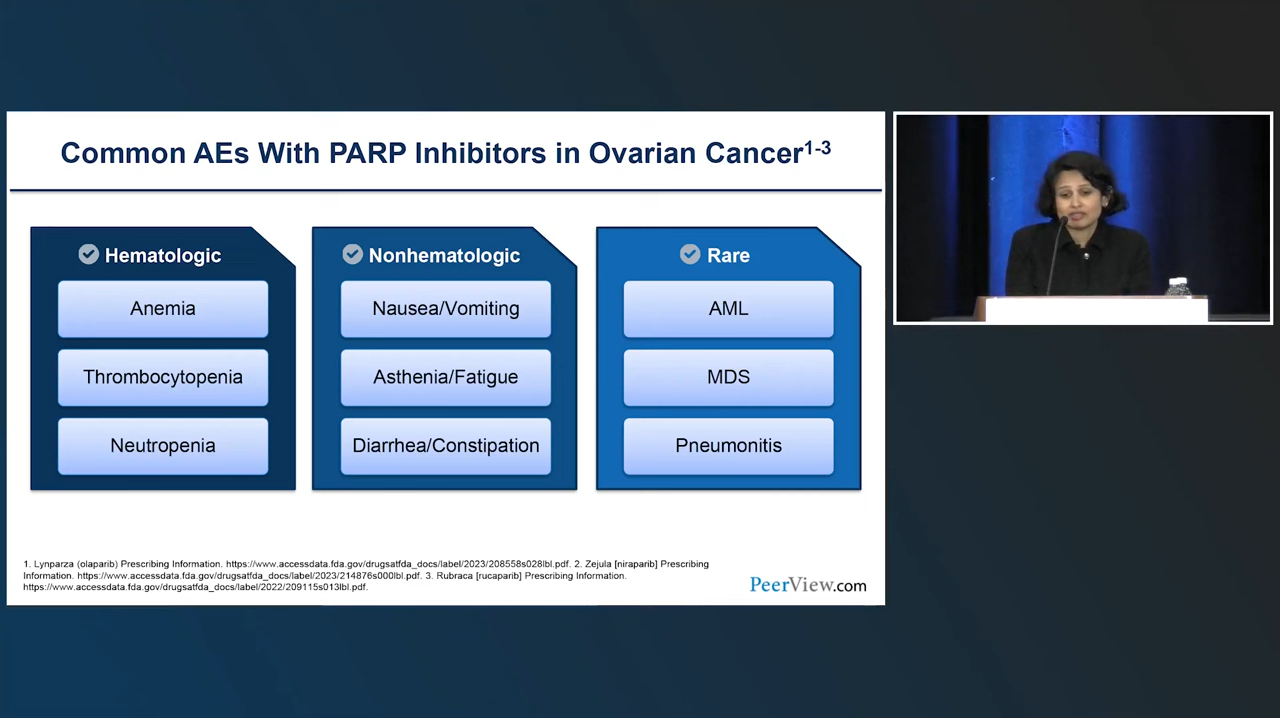 Common AEs With PARP Inhibitors in Ovarian Cancer1-3
Hematologic
Anemia
Thrombocytopenia
Neutropenia
Nonhematologic
Nausea/Vomiting
Asthenia/Fatigue
Diarrhea/Constipation
Rare
AML
MDS
Pneumonitis
1. Lynparza (olaparib) Prescribing Information. https://www.accessdata.fda.gov/drugsatfda_docs/label/2023/208558s028lbl.pdf. 2. Zejula [niraparib] Prescribing
Information. https://www.accessdata.fda.gov/drugsatfda_docs/label/2023/214876s000lbl.pdf. 3. Rubraca [rucaparib] Prescribing Information.
https://www.accessdata.fda.gov/drugsatfda_docs/label/2022/209115s013lbl.pdf.
PeerView.com